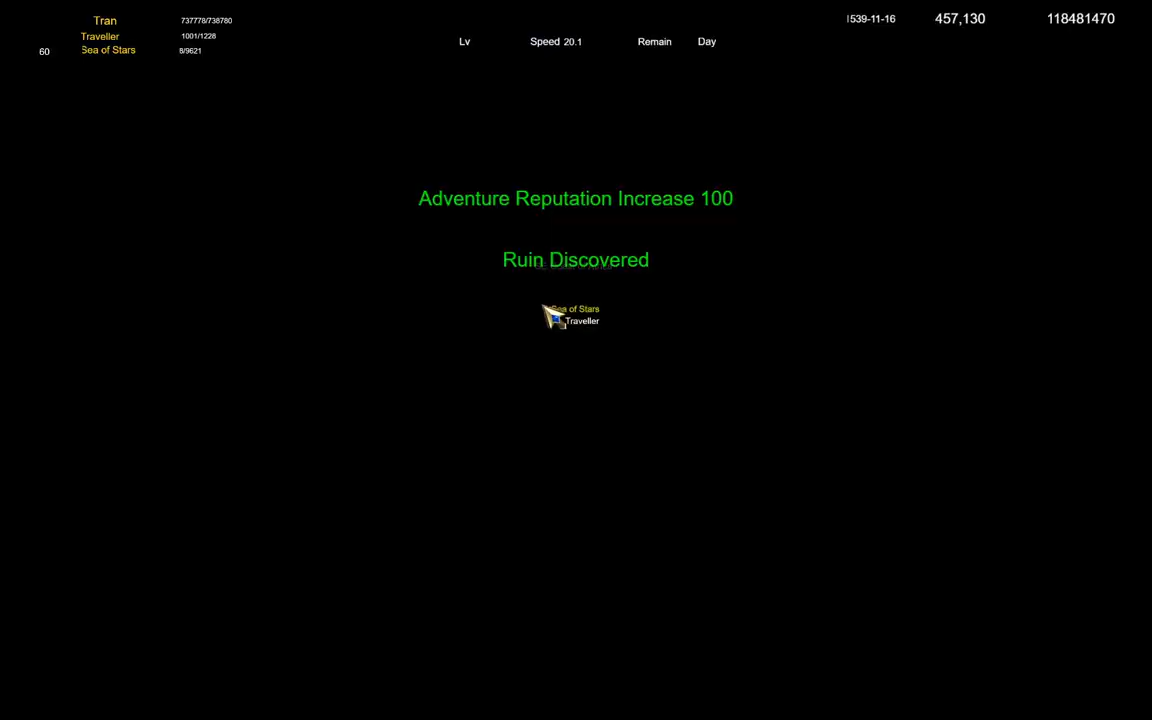 Tran 737778/738780
Traveller 1001/1228
60 Sea of Stars 8/9621
Lv Speed 20.1 Remain Day
1539-11-16 457,130 118481470
Adventure Reputation Increase 100
Ruin Discovered
Sea of Stars
Traveller